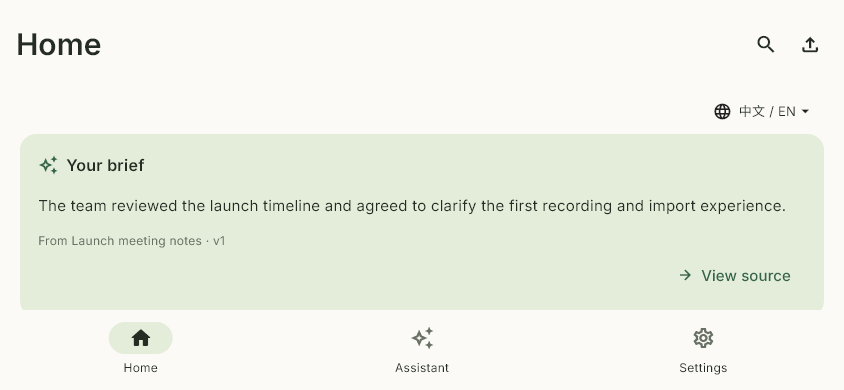 Home
中文 / EN
Your brief
The team reviewed the launch timeline and agreed to clarify the first recording and import experience.
From Launch meeting notes · v1
View source
Home
Assistant
Settings